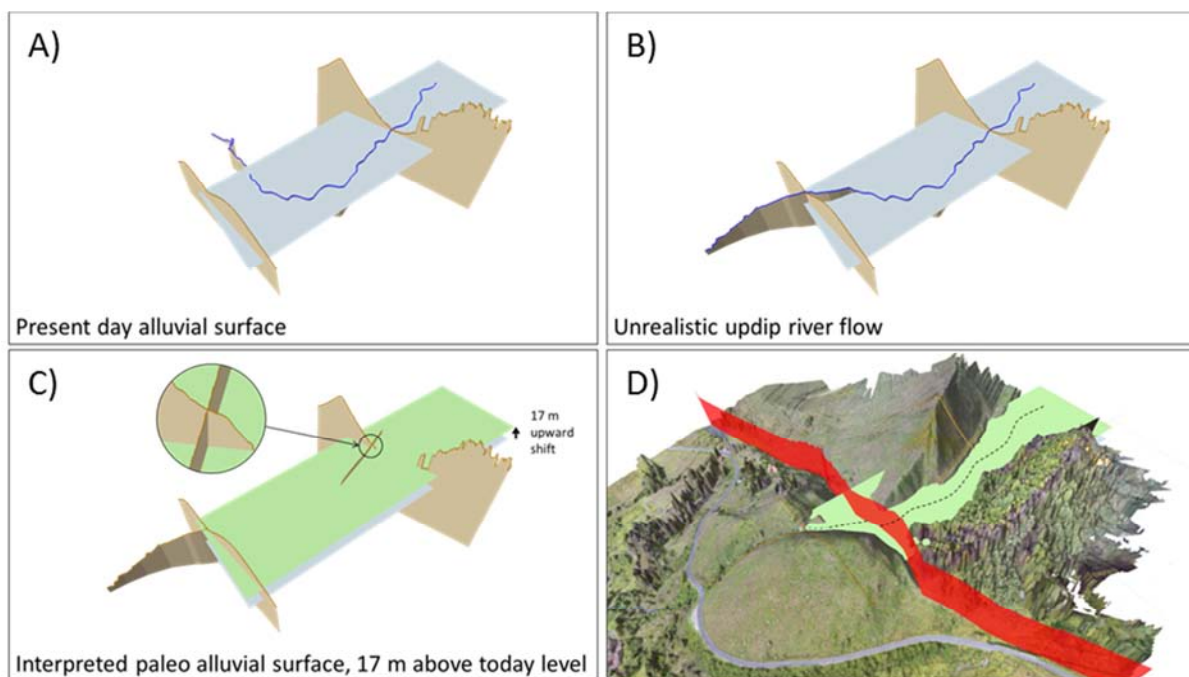 A)
Present day alluvial surface
B)
Unrealistic updip river flow
C)
17 m
upward
shift
Interpreted paleo alluvial surface, 17 m above today level
D)